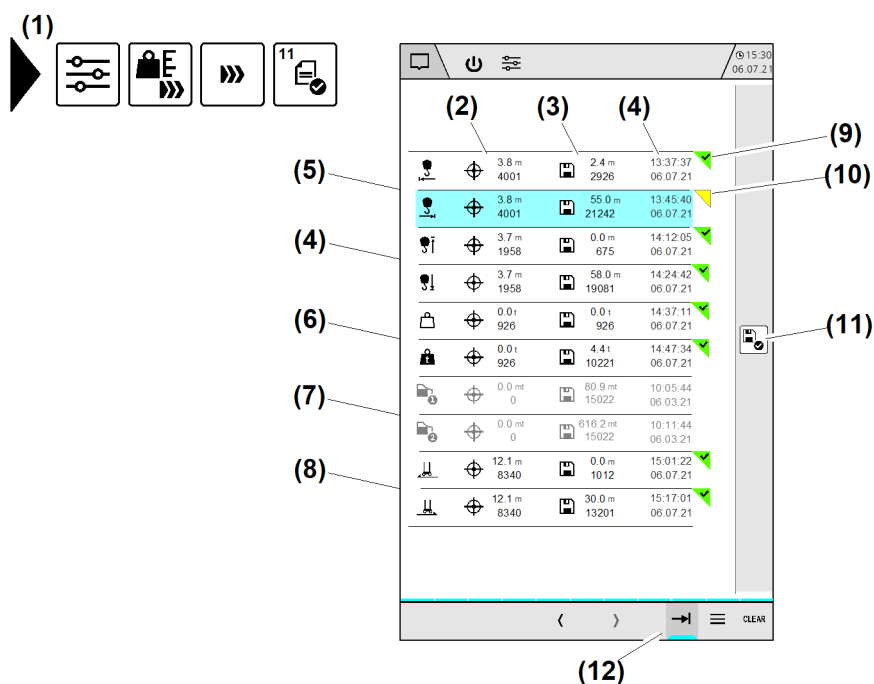 (1)
E
11
15:30
06.07.21
(2) (3) (4)
(9)
(5)
3.8 m 2.4 m 13:37:37
4001 2926 06.07.21
(10)
3.8 m 55.0 m 13:45:40
4001 21242 06.07.21
(4)
3.7 m 0.0 m 14:12:05
1958 675 06.07.21
3.7 m 58.0 m 14:24:42
1958 19081 06.07.21
(6)
0.0 t 0.0 t 14:37:11
926 926 06.07.21
(11)
t 0.0 t 4.4 t 14:47:34
926 10221 06.07.21
(7)
1 0.0 mt 80.9 mt 10:05:44
0 15022 06.03.21
2 0.0 mt 616.2 mt 10:11:44
0 15022 06.03.21
(8)
12.1 m 0.0 m 15:01:22
8340 1012 06.07.21
12.1 m 30.0 m 15:17:01
8340 13201 06.07.21
CLEAR
(12)